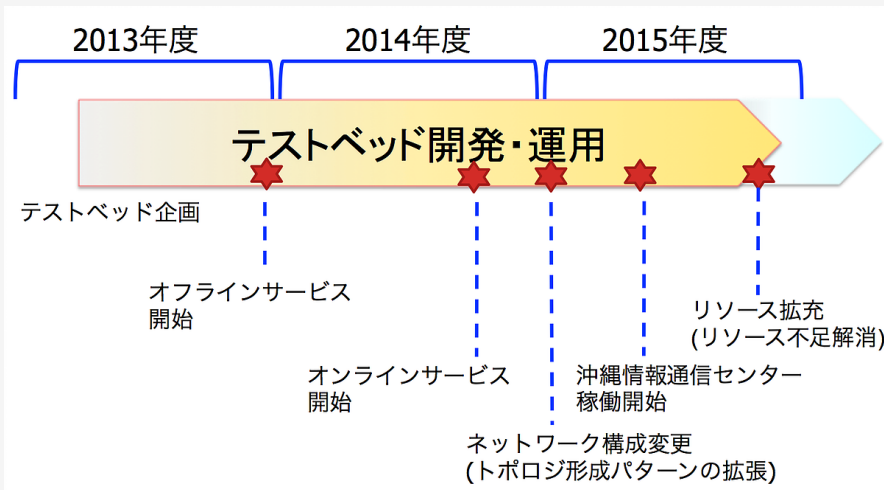 2013年度
2014年度
2015年度
テストベッド開発・運用
テストベッド企画
オフラインサービス
開始
オンラインサービス
開始
ネットワーク構成変更
(トポロジ形成パターンの拡張)
沖縄情報通信センター
稼働開始
リソース拡充
(リソース不足解消)